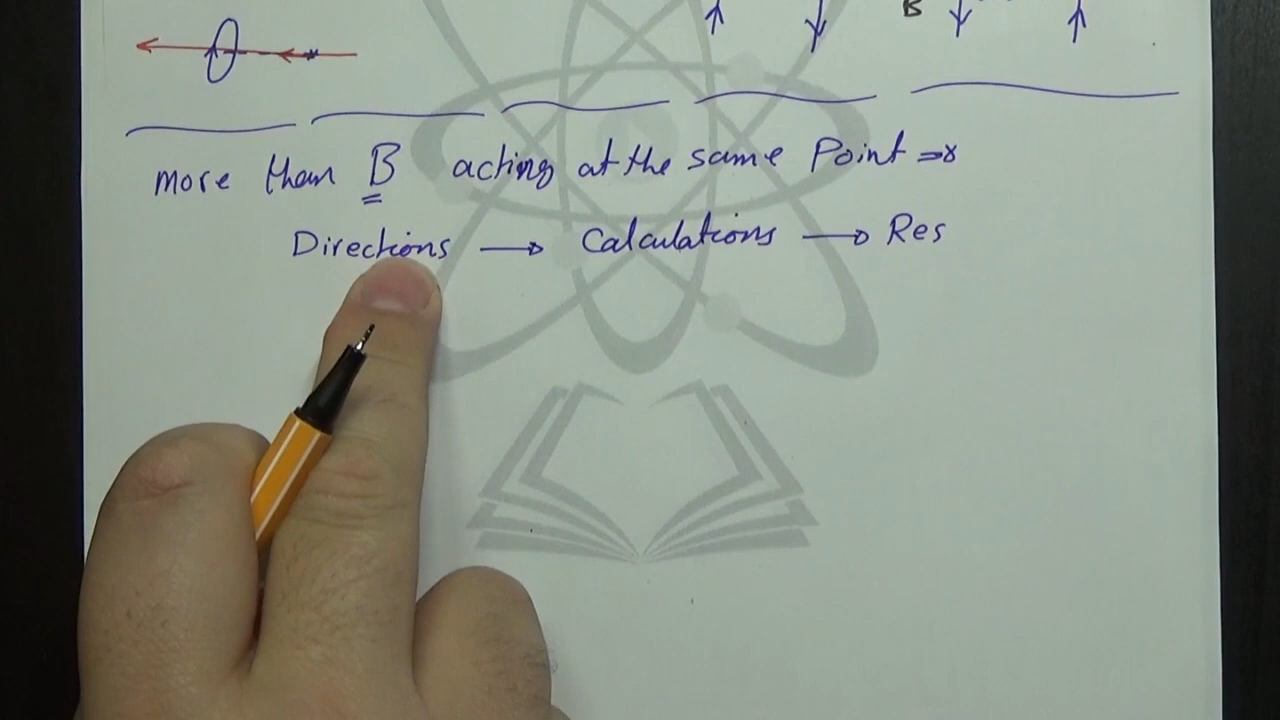 B
more than B acting at the same Point ⇒
Directions → Calculations → Res